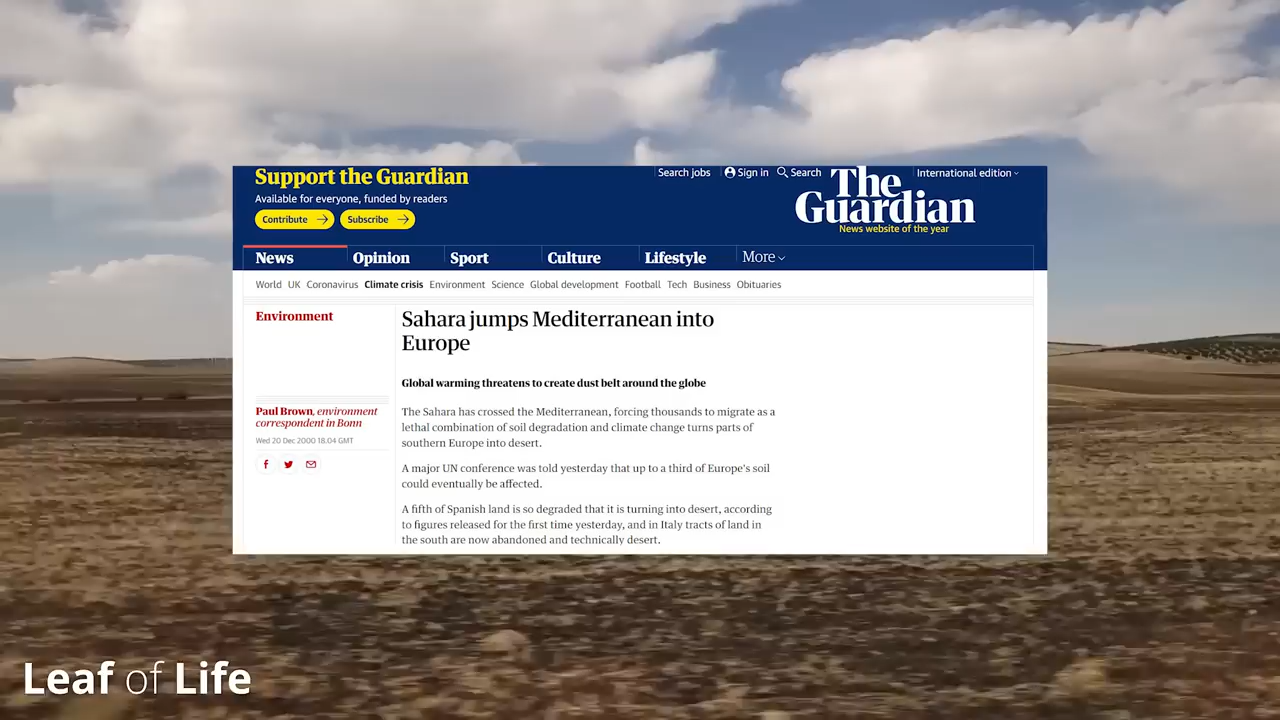 Support the Guardian
Available for everyone, funded by readers
Contribute
Subscribe
Search jobs
Sign in
Search
The
Guardian
News website of the year
International edition
News
Opinion
Sport
Culture
Lifestyle
More
World
UK
Coronavirus
Climate crisis
Environment
Science
Global development
Football
Tech
Business
Obituaries
Environment
Sahara jumps Mediterranean into
Europe
Global warming threatens to create dust belt around the globe
Paul Brown, environment
correspondent in Bonn
Wed 20 Dec 2000 18.04 GMT
The Sahara has crossed the Mediterranean, forcing thousands to migrate as a
lethal combination of soil degradation and climate change turns parts of
southern Europe into desert.
A major UN conference was told yesterday that up to a third of Europe's soil
could eventually be affected.
A fifth of Spanish land is so degraded that it is turning into desert, according
to figures released for the first time yesterday, and in Italy tracts of land in
the south are now abandoned and technically desert.
Leaf of Life